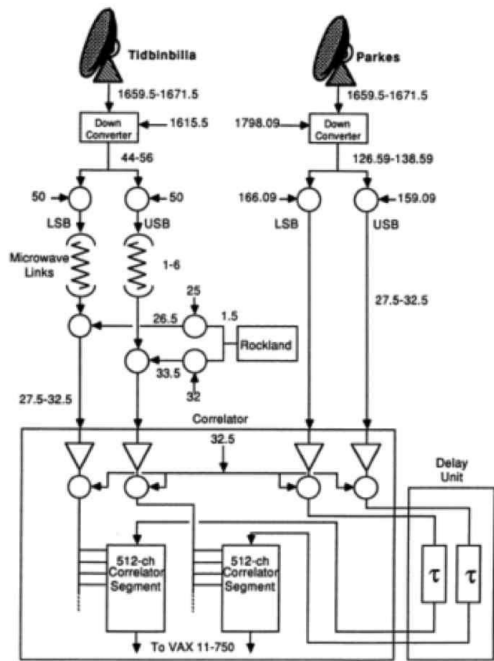 Tidbinbilla
Parkes
1659.5-1671.5
1659.5-1671.5
Down
Converter
1615.5
1798.09
Down
Converter
44-56
126.59-138.59
50
50
166.09
159.09
LSB
USB
LSB
USB
Microwave
Links
1-6
25
27.5-32.5
26.5
1.5
Rockland
33.5
32
27.5-32.5
Correlator
32.5
Delay
Unit
512-ch
Correlator
Segment
512-ch
Correlator
Segment
τ
τ
To VAX 11-750